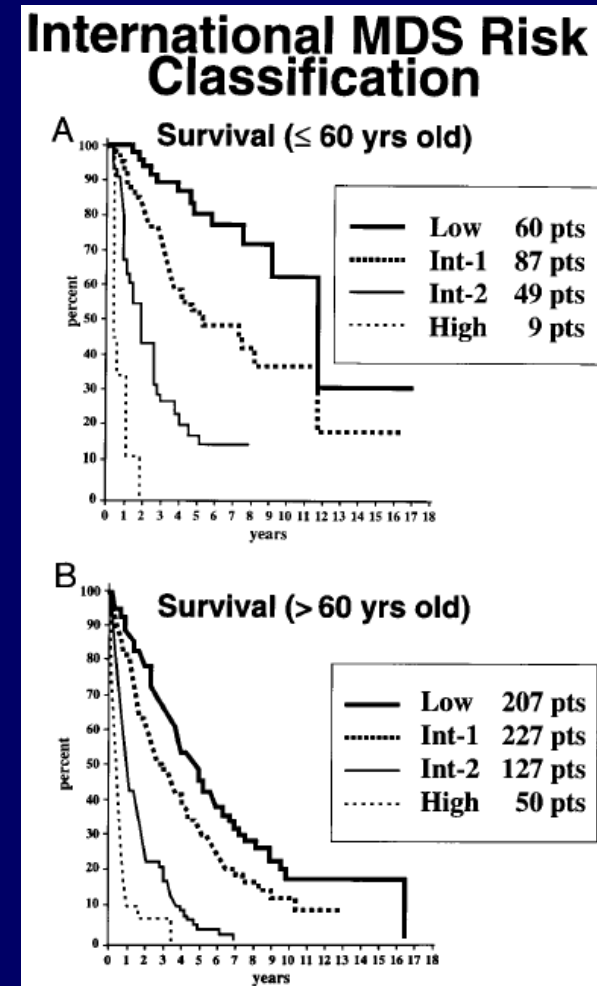 International MDS Risk
Classification
A
Survival (≤ 60 yrs old)
100
90
80
70
60
50
40
30
20
10
0
percent
0 1 2 3 4 5 6 7 8 9 10 11 12 13 14 15 16 17 18
years
Low 60 pts
Int-1 87 pts
Int-2 49 pts
High 9 pts
B
Survival (> 60 yrs old)
100
90
80
70
60
50
40
30
20
10
0
percent
0 1 2 3 4 5 6 7 8 9 10 11 12 13 14 15 16 17 18
years
Low 207 pts
Int-1 227 pts
Int-2 127 pts
High 50 pts